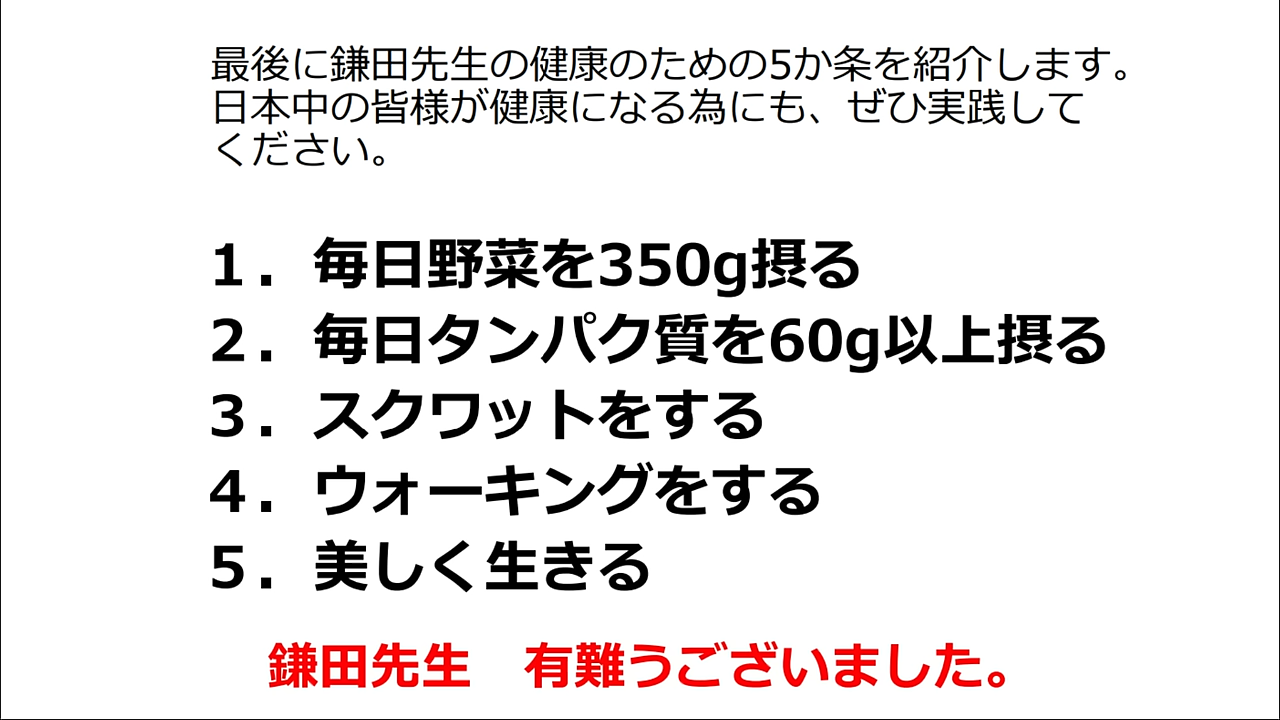 最後に鎌田先生の健康のための5か条を紹介します。
日本中の皆様が健康になる為にも、ぜひ実践して
ください。
１．毎日野菜を350g摂る
２．毎日タンパク質を60g以上摂る
３．スクワットをする
４．ウォーキングをする
５．美しく生きる
鎌田先生　有難うございました。